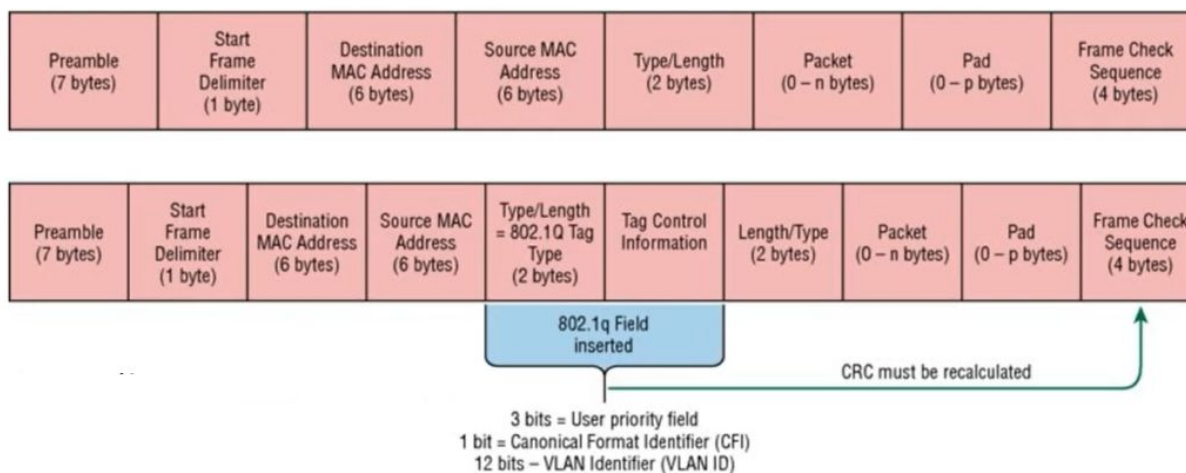 Preamble
(7 bytes)
Start
Frame
Delimiter
(1 byte)
Destination
MAC Address
(6 bytes)
Source MAC
Address
(6 bytes)
Type/Length
(2 bytes)
Packet
(0 – n bytes)
Pad
(0 – p bytes)
Frame Check
Sequence
(4 bytes)
Preamble
(7 bytes)
Start
Frame
Delimiter
(1 byte)
Destination
MAC Address
(6 bytes)
Source MAC
Address
(6 bytes)
Type/Length
= 802.1Q Tag
Type
(2 bytes)
Tag Control
Information
Length/Type
(2 bytes)
Packet
(0 – n bytes)
Pad
(0 – p bytes)
Frame Check
Sequence
(4 bytes)
802.1q Field
inserted
CRC must be recalculated
3 bits = User priority field
1 bit = Canonical Format Identifier (CFI)
12 bits – VLAN Identifier (VLAN ID)